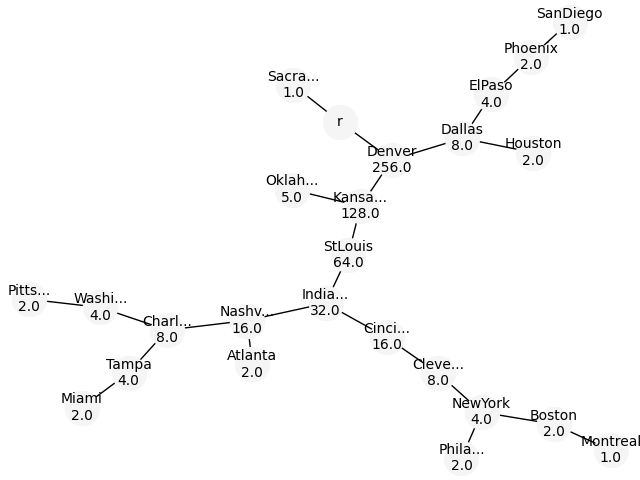 SanDiego
1.0
Phoenix
2.0
Sacra...
1.0
ElPaso
4.0
r
Dallas
8.0
Houston
2.0
Denver
256.0
Oklah...
5.0
Kansa...
128.0
StLouis
64.0
Pitts...
2.0
Washi...
4.0
India...
32.0
Nashv...
16.0
Charl...
8.0
Cinci...
16.0
Atlanta
2.0
Tampa
4.0
Cleve...
8.0
Miami
2.0
NewYork
4.0
Boston
2.0
Phila...
2.0
Montreal
1.0